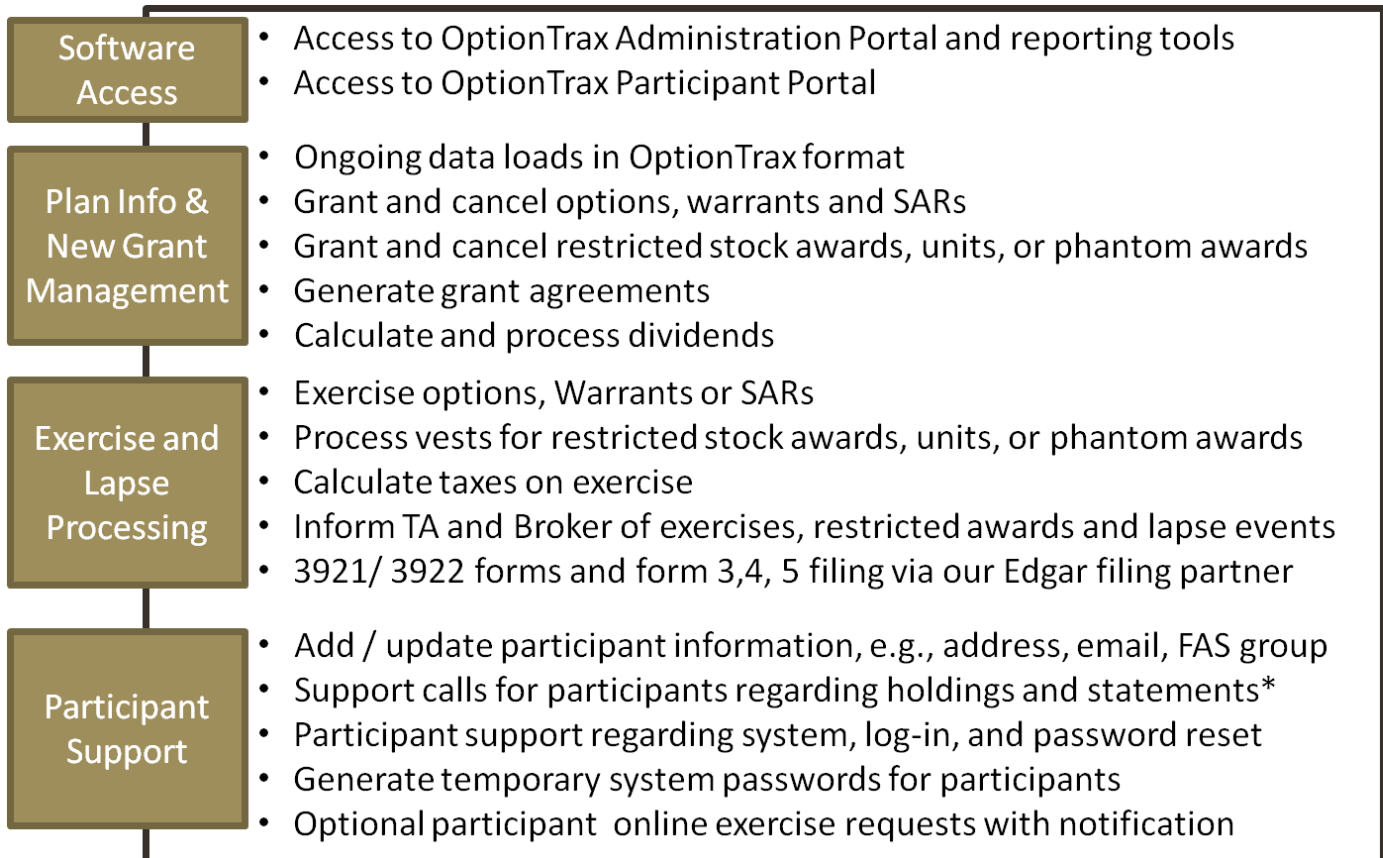 Software
Access
• Access to OptionTrax Administration Portal and reporting tools
• Access to OptionTrax Participant Portal
Plan Info &
New Grant
Management
• Ongoing data loads in OptionTrax format
• Grant and cancel options, warrants and SARs
• Grant and cancel restricted stock awards, units, or phantom awards
• Generate grant agreements
• Calculate and process dividends
Exercise and
Lapse
Processing
• Exercise options, Warrants or SARs
• Process vests for restricted stock awards, units, or phantom awards
• Calculate taxes on exercise
• Inform TA and Broker of exercises, restricted awards and lapse events
• 3921/ 3922 forms and form 3,4, 5 filing via our Edgar filing partner
Participant
Support
• Add / update participant information, e.g., address, email, FAS group
• Support calls for participants regarding holdings and statements*
• Participant support regarding system, log-in, and password reset
• Generate temporary system passwords for participants
• Optional participant online exercise requests with notification